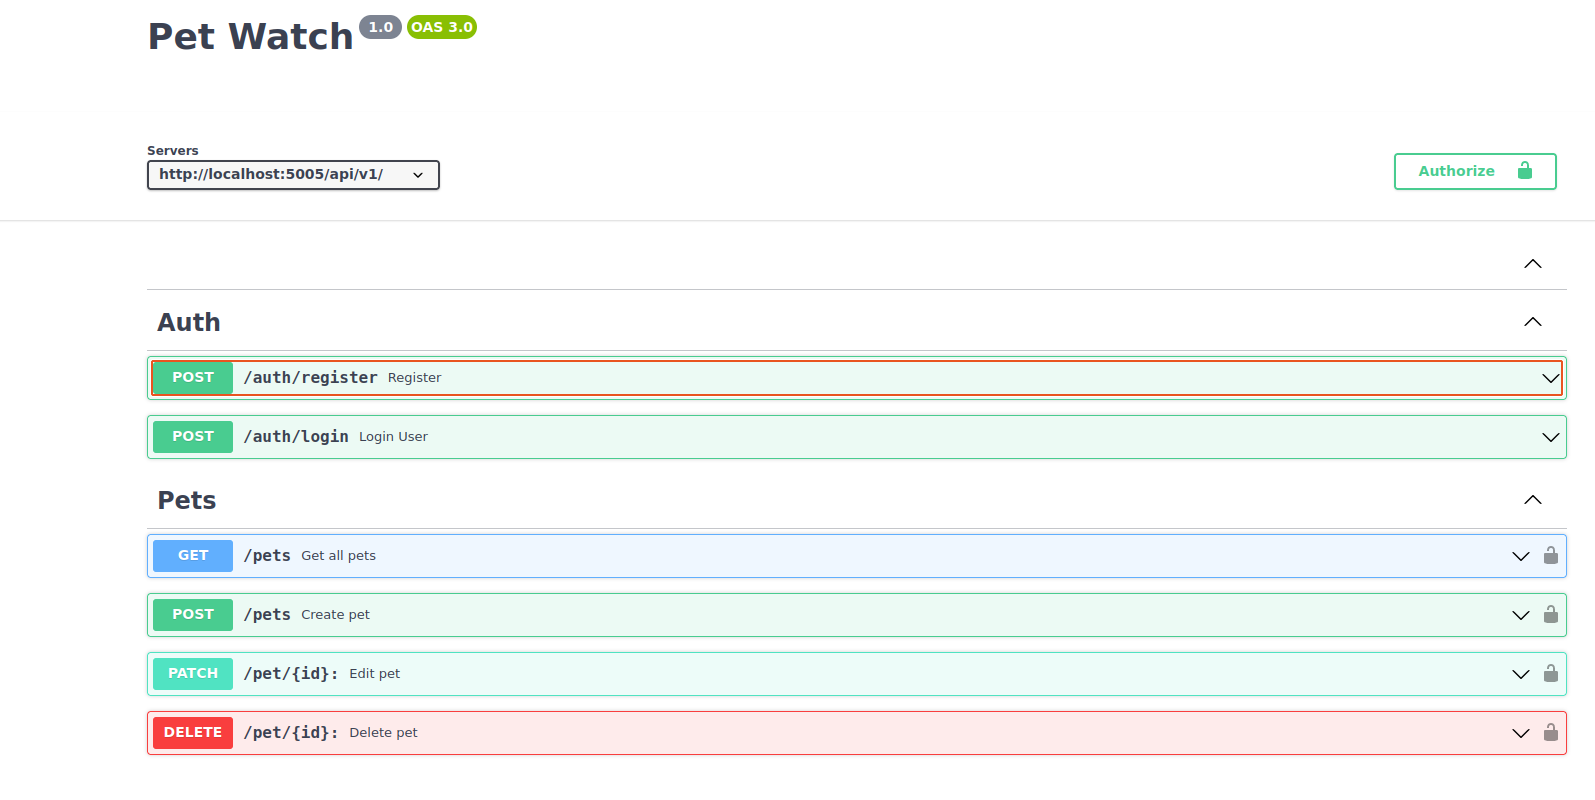 Pet Watch 1.0 OAS 3.0
Servers
http://localhost:5005/api/v1/
Authorize
Auth
POST /auth/register Register
POST /auth/login Login User
Pets
GET /pets Get all pets
POST /pets Create pet
PATCH /pet/{id}: Edit pet
DELETE /pet/{id}: Delete pet